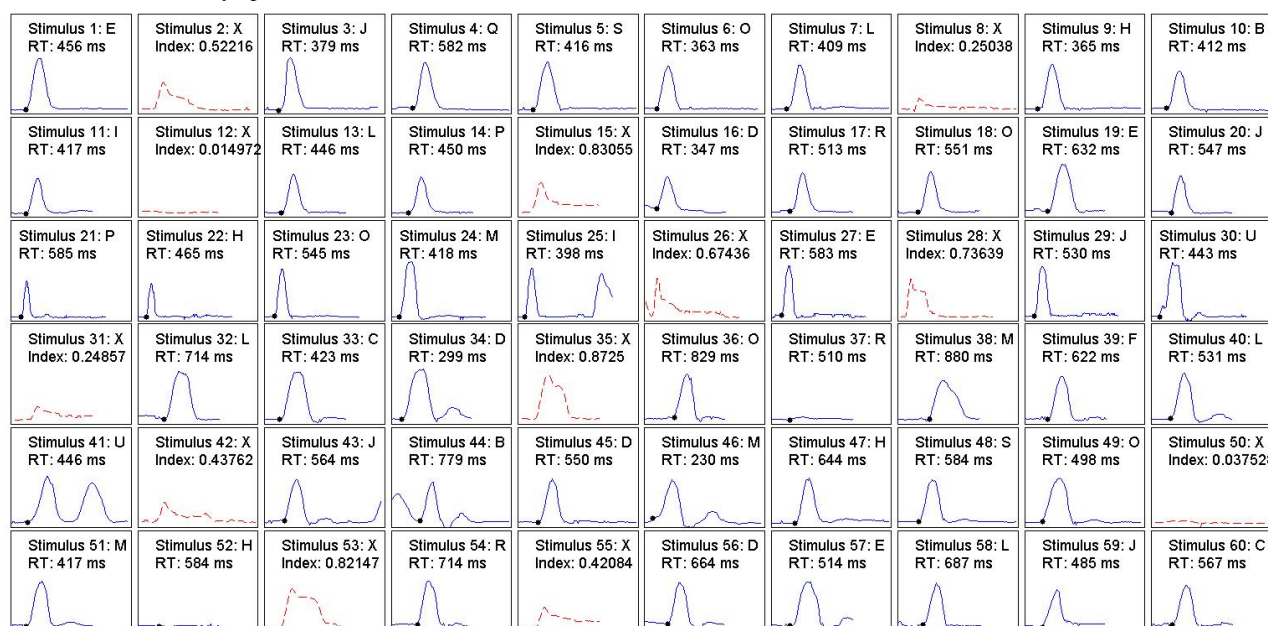 Stimulus 1: E
RT: 456 ms
Stimulus 2: X
Index: 0.52216
Stimulus 3: J
RT: 379 ms
Stimulus 4: Q
RT: 582 ms
Stimulus 5: S
RT: 416 ms
Stimulus 6: O
RT: 363 ms
Stimulus 7: L
RT: 409 ms
Stimulus 8: X
Index: 0.25038
Stimulus 9: H
RT: 365 ms
Stimulus 10: B
RT: 412 ms
Stimulus 11: I
RT: 417 ms
Stimulus 12: X
Index: 0.014972
Stimulus 13: L
RT: 446 ms
Stimulus 14: P
RT: 450 ms
Stimulus 15: X
Index: 0.83055
Stimulus 16: D
RT: 347 ms
Stimulus 17: R
RT: 513 ms
Stimulus 18: O
RT: 551 ms
Stimulus 19: E
RT: 632 ms
Stimulus 20: J
RT: 547 ms
Stimulus 21: P
RT: 585 ms
Stimulus 22: H
RT: 465 ms
Stimulus 23: O
RT: 545 ms
Stimulus 24: M
RT: 418 ms
Stimulus 25: I
RT: 398 ms
Stimulus 26: X
Index: 0.67436
Stimulus 27: E
RT: 583 ms
Stimulus 28: X
Index: 0.73639
Stimulus 29: J
RT: 530 ms
Stimulus 30: U
RT: 443 ms
Stimulus 31: X
Index: 0.24857
Stimulus 32: L
RT: 714 ms
Stimulus 33: C
RT: 423 ms
Stimulus 34: D
RT: 299 ms
Stimulus 35: X
Index: 0.8725
Stimulus 36: O
RT: 829 ms
Stimulus 37: R
RT: 510 ms
Stimulus 38: M
RT: 880 ms
Stimulus 39: F
RT: 622 ms
Stimulus 40: L
RT: 531 ms
Stimulus 41: U
RT: 446 ms
Stimulus 42: X
Index: 0.43762
Stimulus 43: J
RT: 564 ms
Stimulus 44: B
RT: 779 ms
Stimulus 45: D
RT: 550 ms
Stimulus 46: M
RT: 230 ms
Stimulus 47: H
RT: 644 ms
Stimulus 48: S
RT: 584 ms
Stimulus 49: O
RT: 498 ms
Stimulus 50: X
Index: 0.037528
Stimulus 51: M
RT: 417 ms
Stimulus 52: H
RT: 584 ms
Stimulus 53: X
Index: 0.82147
Stimulus 54: R
RT: 714 ms
Stimulus 55: X
Index: 0.42084
Stimulus 56: D
RT: 664 ms
Stimulus 57: E
RT: 514 ms
Stimulus 58: L
RT: 687 ms
Stimulus 59: J
RT: 485 ms
Stimulus 60: C
RT: 567 ms